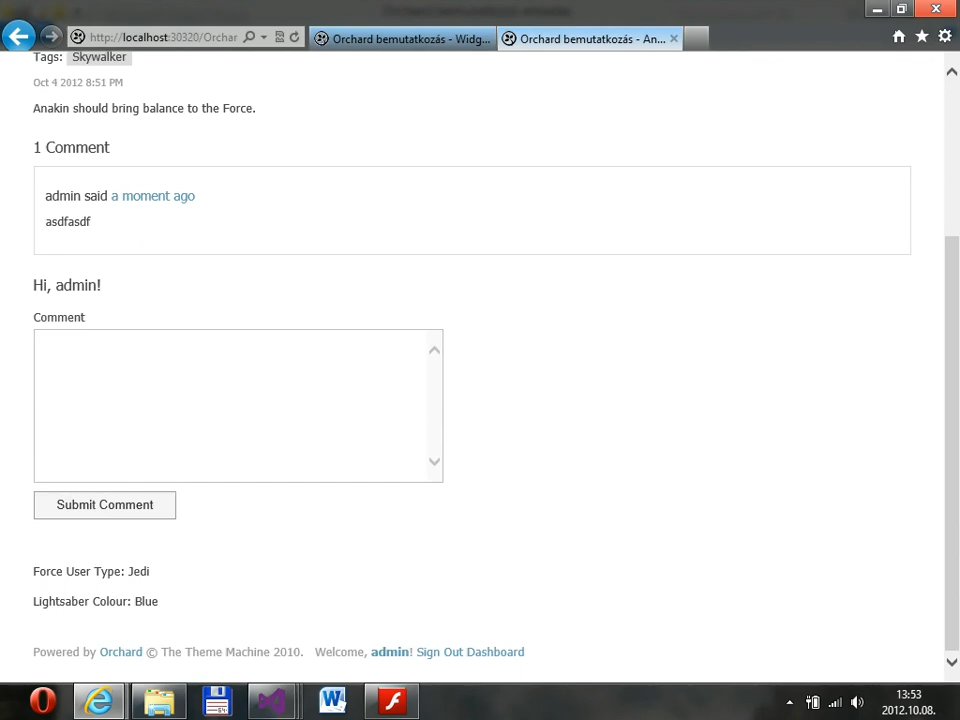 http://localhost:30320/Orchar
Orchard bemutatkozás - Widg...
Orchard bemutatkozás - An...
Tags: Skywalker
Oct 4 2012 8:51 PM
Anakin should bring balance to the Force.
1 Comment
admin said a moment ago
asdfasdf
Hi, admin!
Comment
Submit Comment
Force User Type: Jedi
Lightsaber Colour: Blue
Powered by Orchard © The Theme Machine 2010. Welcome, admin! Sign Out Dashboard
13:53
2012.10.08.